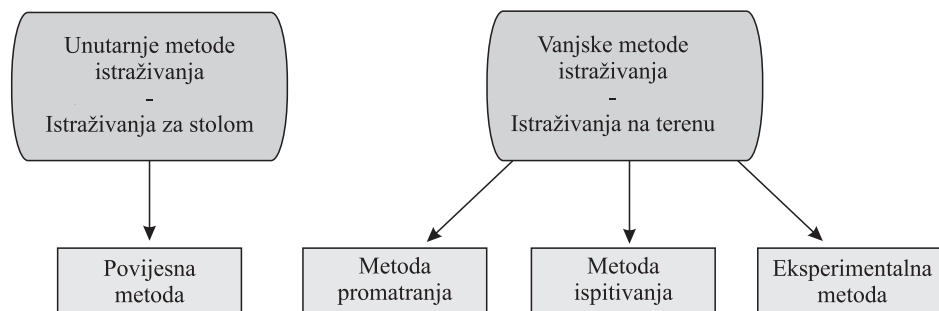 Unutarnje metode
istraživanja
-
Istraživanja za stolom
Vanjske metode
istraživanja
-
Istraživanja na terenu
Povijesna
metoda
Metoda
promatranja
Metoda
ispitivanja
Eksperimentalna
metoda